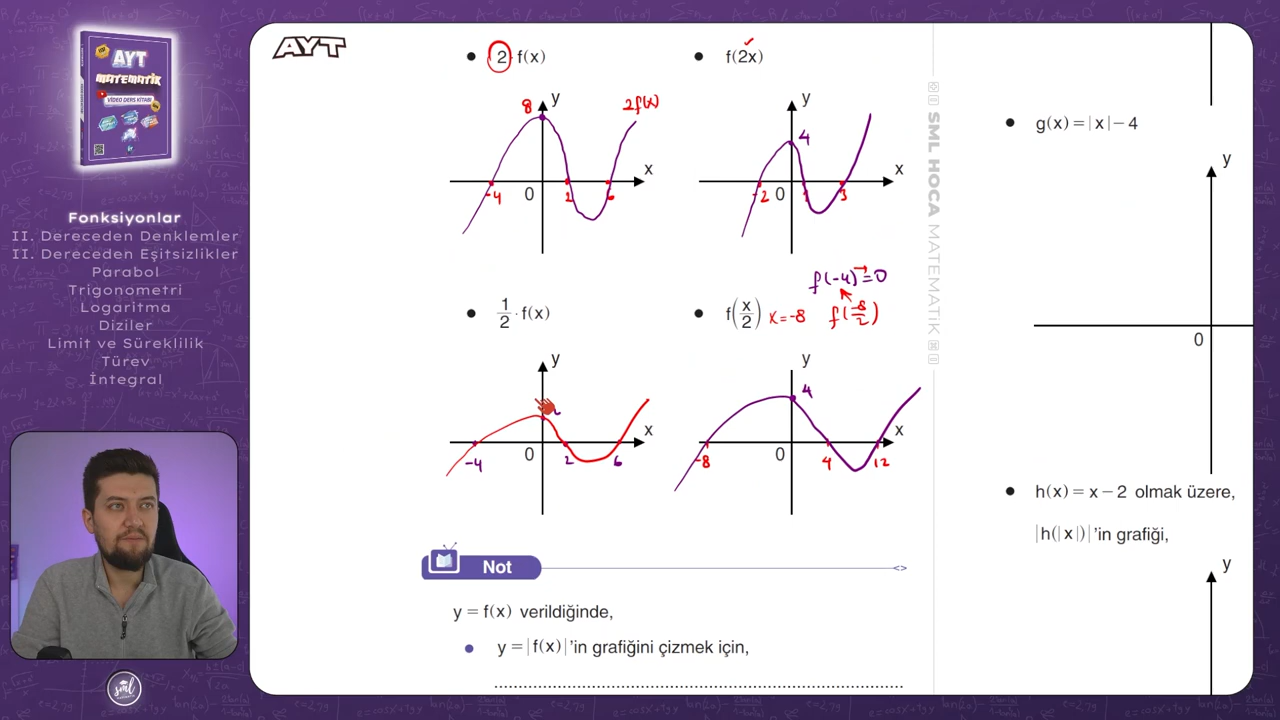 AYT
MATEMATİK
VİDEO DERS KİTABI
Fonksiyonlar
II. Dereceden Denklemler
II. Dereceden Eşitsizlikler
Parabol
Trigonometri
Logaritma
Diziler
Limit ve Süreklilik
Türev
İntegral
sml
AYT
2 · f(x)
8
y
2f(x)
x
-4
0
2
6
f(2x)
y
4
x
-2
0
1
3
1/2 · f(x)
y
x
0
-4
2
6
f(x/2) x=-8 f(-8/2)
f(-4)=0
y
4
x
0
-8
4
12
Not
y = f(x) verildiğinde,
y = |f(x)| 'in grafiğini çizmek için,
SML HOCA MATEMATİK
g(x) = |x| − 4
y
0
h(x) = x − 2 olmak üzere,
|h(|x|)| 'in grafiği,
y